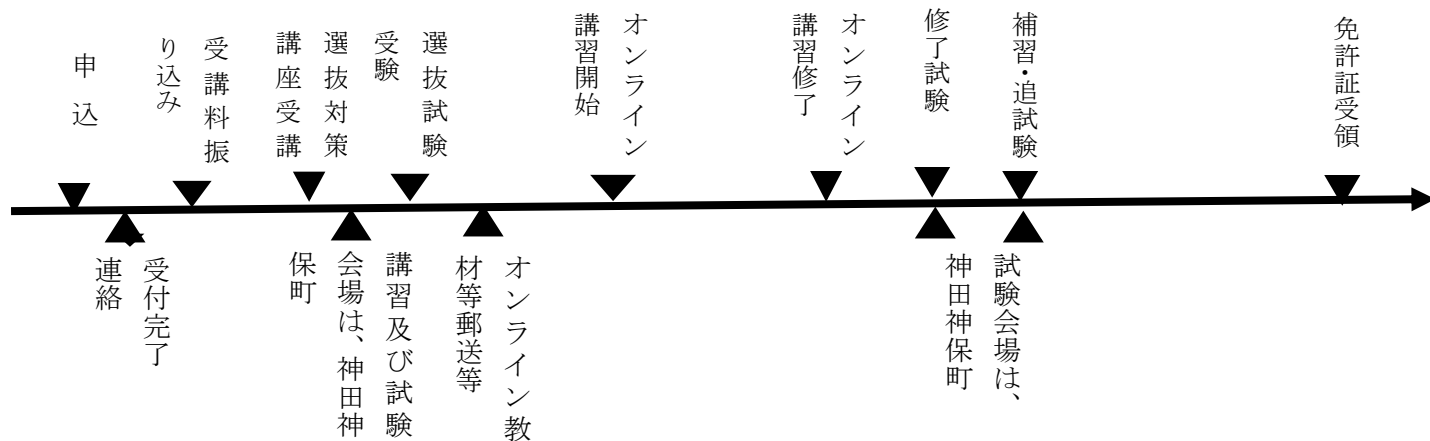 申込
受講料振
り込み
選抜対策
講座受講
選抜試験
受験
オンライン
講習開始
オンライン
講習修了
修了試験
補習・追試験
免許証受領
受付完了
連絡
講習及び試験
会場は、神田神
保町
オンライン教
材等郵送等
試験会場は、
神田神保町